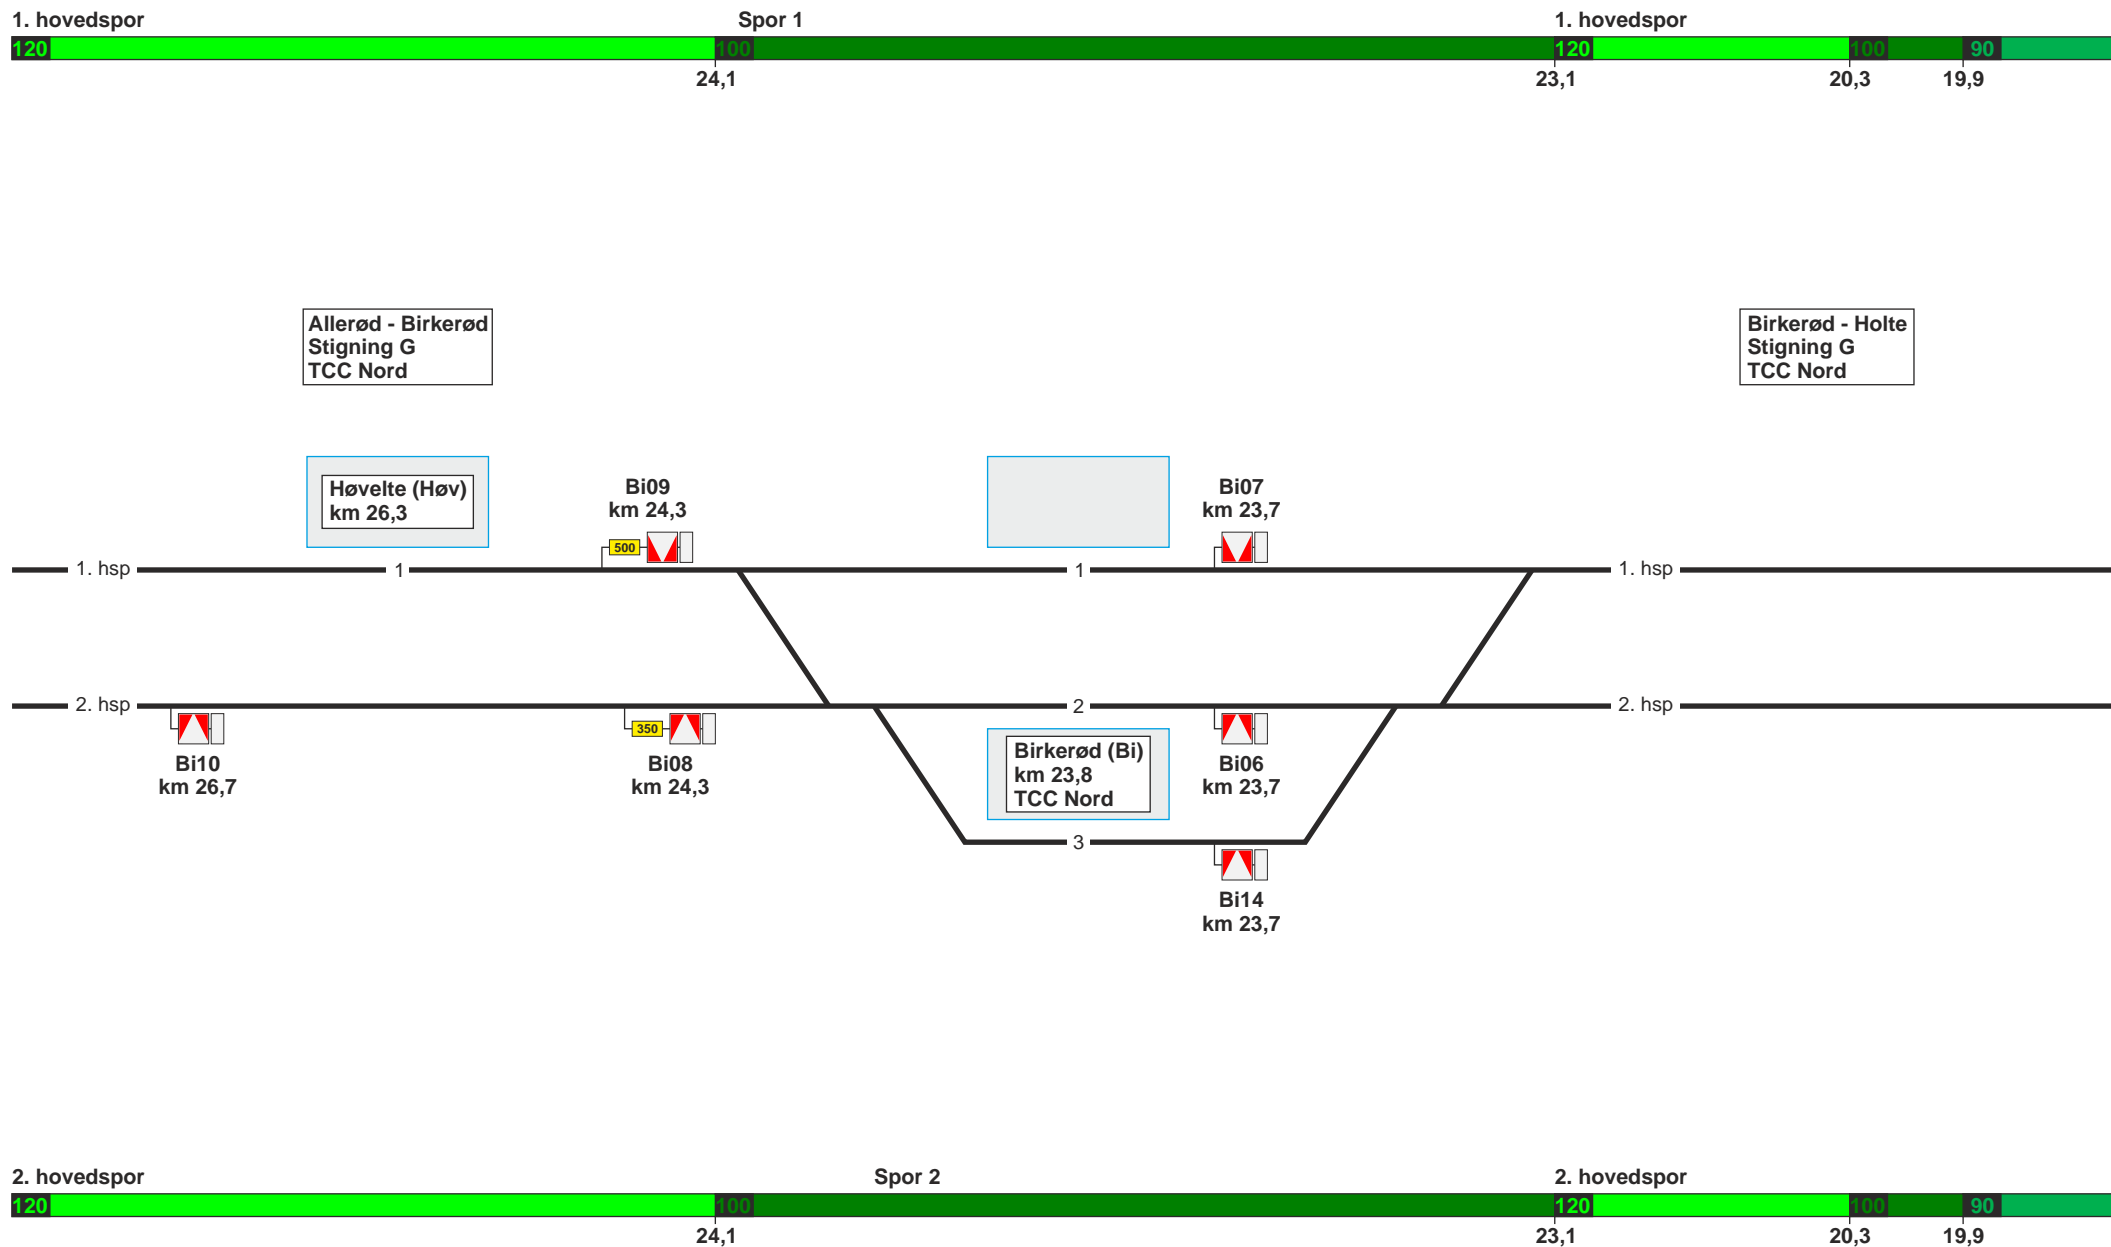 1. hovedspor Spor 1 1. hovedspor
120 100 120 100 90
24,1 23,1 20,3 19,9
Allerød - Birkerød
Stigning G
TCC Nord
Birkerød - Holte
Stigning G
TCC Nord
Høvelte (Høv)
km 26,3
Bi09
km 24,3
500
Bi07
km 23,7
1. hsp 1 1 1. hsp
2. hsp 2 2. hsp
Bi10
km 26,7
350
Bi08
km 24,3
Birkerød (Bi)
km 23,8
TCC Nord
Bi06
km 23,7
3
Bi14
km 23,7
2. hovedspor Spor 2 2. hovedspor
120 100 120 100 90
24,1 23,1 20,3 19,9